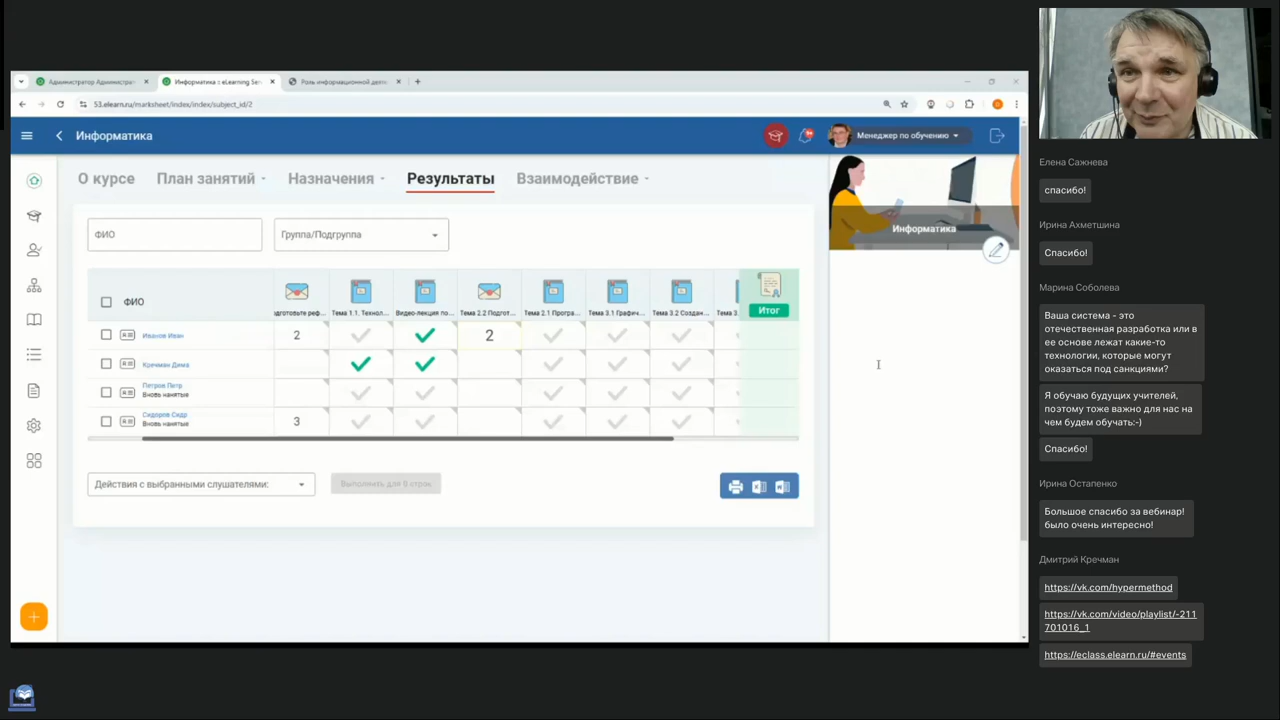 Администратор Администрат
Информатика :: eLearning Ser
Роль информационной деяте
53.elearn.ru/marksheet/index/index/subject_id/2
Информатика
Менеджер по обучению
О курсе
План занятий
Назначения
Результаты
Взаимодействие
Информатика
ФИО
Группа/Подгруппа
ФИО
Тема 1.1. Технол...
Видео-лекция по...
Тема 2.2 Подгот...
Тема 2.1 Програ...
Тема 3.1 Графич...
Тема 3.2 Создан...
Тема 3.
Итог
Иванов Иван
2
2
Кречман Дима
Петров Петр
Вновь нанятые
Сидоров Сидр
Вновь нанятые
3
Действия с выбранными слушателями:
Выполнить для 0 строк
Елена Сажнева
спасибо!
Ирина Ахметшина
Спасибо!
Марина Соболева
Ваша система - это
отечественная разработка или в
ее основе лежат какие-то
технологии, которые могут
оказаться под санкциями?
Я обучаю будущих учителей,
поэтому тоже важно для нас на
чем будем обучать:-)
Спасибо!
Ирина Остапенко
Большое спасибо за вебинар!
было очень интересно!
Дмитрий Кречман
https://vk.com/hypermethod
https://vk.com/video/playlist/-211
701016_1
https://eclass.elearn.ru/#events